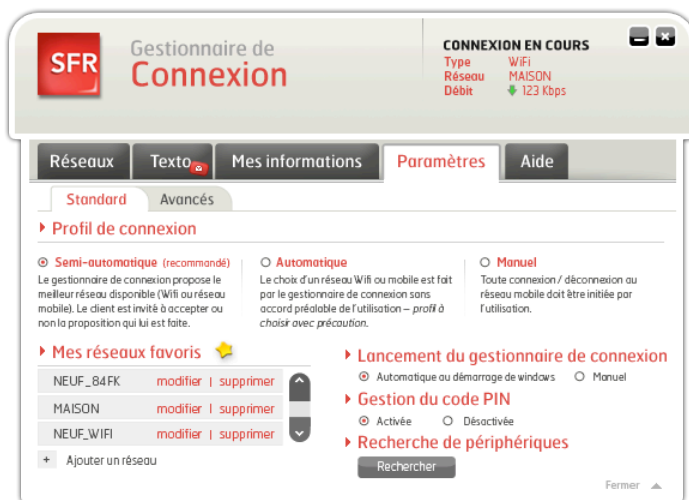 SFR
Gestionnaire de
Connexion
CONNEXION EN COURS
Type WiFi
Réseau MAISON
Débit 123 Kbps
Réseaux Texto Mes informations Paramètres Aide
Standard Avancés
Profil de connexion
Semi-automatique (recommandé)
Le gestionnaire de connexion propose le
meilleur réseau disponible (Wifi ou réseau
mobile). Le client est invité à accepter ou
non la proposition qui lui est faite.
Automatique
Le choix d'un réseau Wifi ou mobile est fait
par le gestionnaire de connexion sans
accord préalable de l'utilisation – profil à
choisir avec précaution.
Manuel
Toute connexion / déconnexion au
réseau mobile doit être initiée par
l'utilisation.
Mes réseaux favoris
NEUF_84FK modifier | supprimer
MAISON modifier | supprimer
NEUF_WIFI modifier | supprimer
+ Ajouter un réseau
Lancement du gestionnaire de connexion
Automatique au démarrage de windows Manuel
Gestion du code PIN
Activée Désactivée
Recherche de périphériques
Rechercher
Fermer